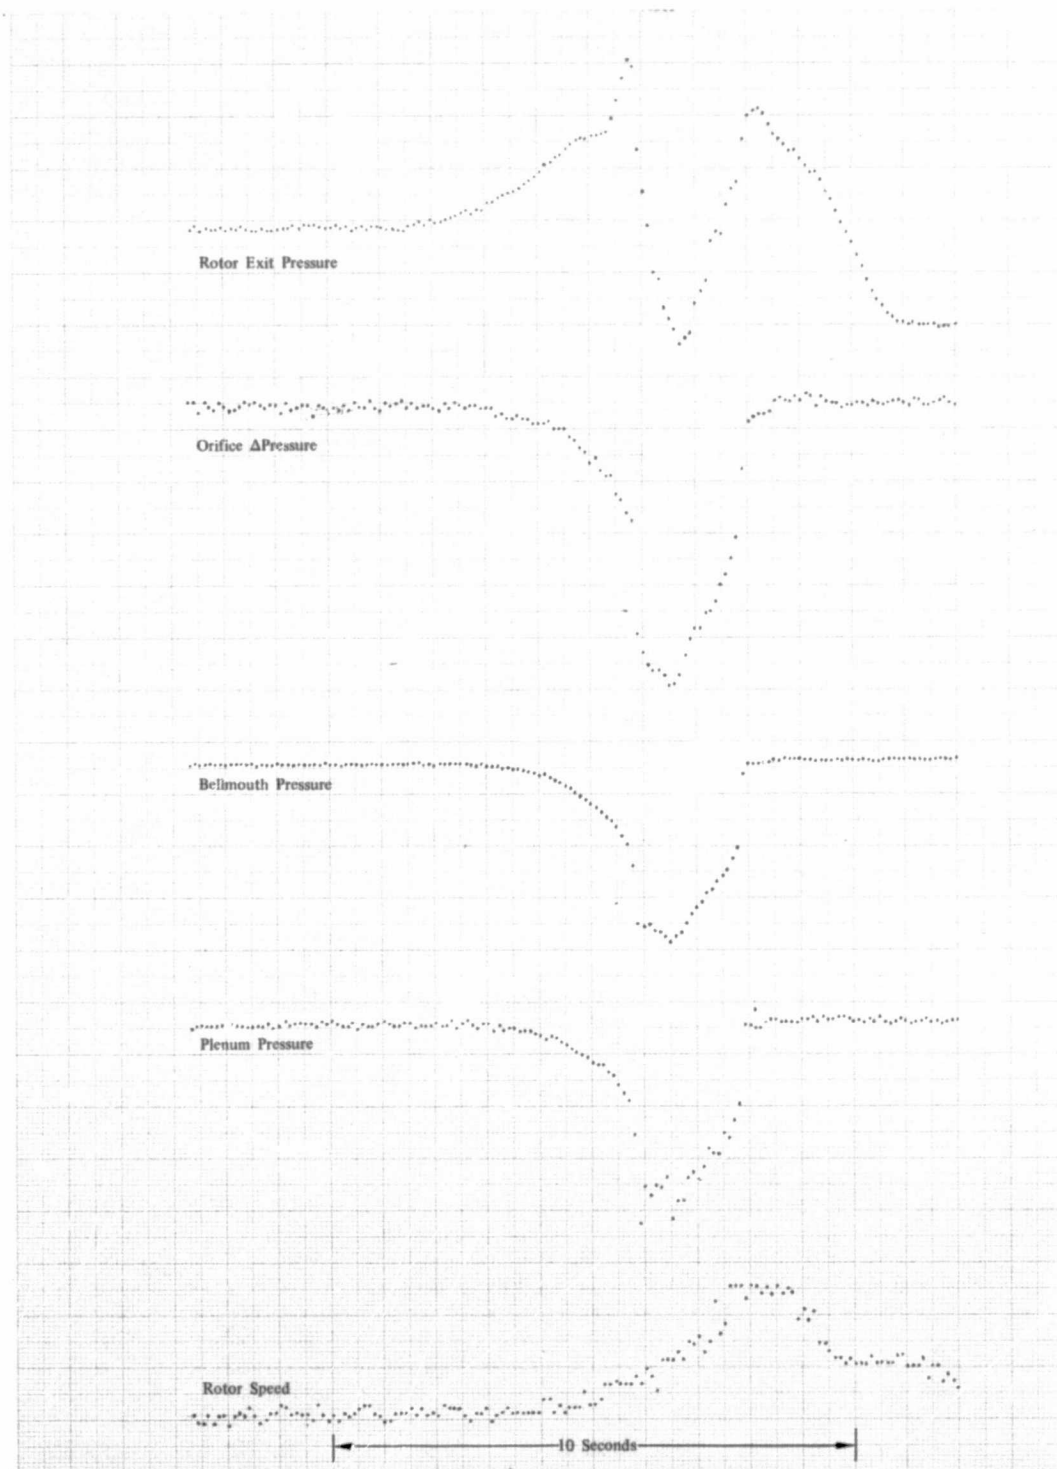 Rotor Exit Pressure
Orifice ΔPressure
Bellmouth Pressure
Plenum Pressure
Rotor Speed
10 Seconds